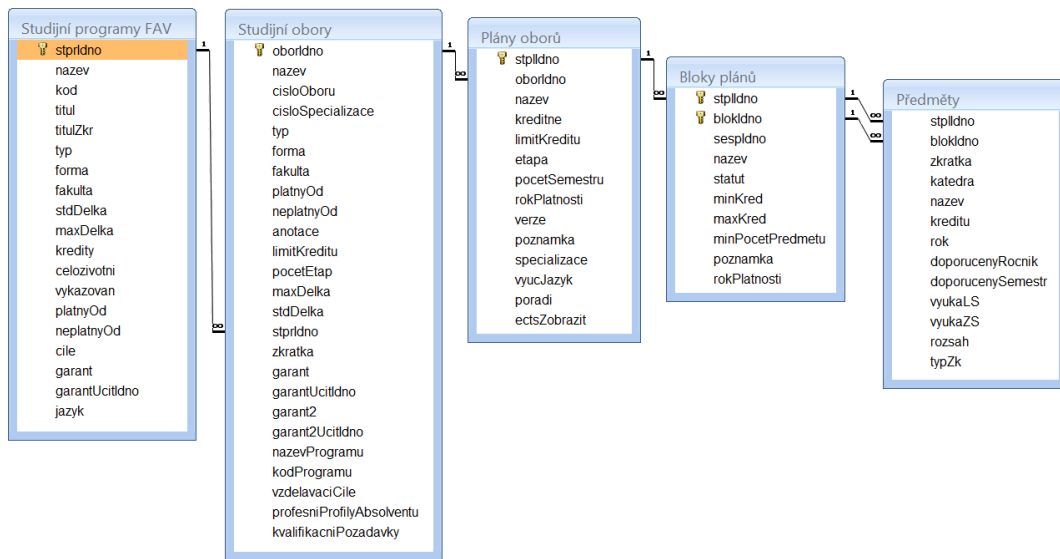 Studijní programy FAV
stprIdno
nazev
kod
titul
titulZkr
typ
forma
fakulta
stdDelka
maxDelka
kredity
celozivotni
vykazovan
platnyOd
neplatnyOd
cile
garant
garantUcitIdno
jazyk
1
∞
Studijní obory
oborIdno
nazev
cisloOboru
cisloSpecializace
typ
forma
fakulta
platnyOd
neplatnyOd
anotace
limitKreditu
pocetEtap
maxDelka
stdDelka
stprIdno
zkratka
garant
garantUcitIdno
garant2
garant2UcitIdno
nazevProgramu
kodProgramu
vzdelavaciCile
profesniProfilyAbsolventu
kvalifikacniPozadavky
1
∞
Plány oborů
stplIdno
oborIdno
nazev
kreditne
limitKreditu
etapa
pocetSemestru
rokPlatnosti
verze
poznamka
specializace
vyucJazyk
poradi
ectsZobrazit
1
∞
Bloky plánů
stplIdno
blokIdno
sespIdno
nazev
statut
minKred
maxKred
minPocetPredmetu
poznamka
rokPlatnosti
1
∞
1
∞
Předměty
stplIdno
blokIdno
zkratka
katedra
nazev
kreditu
rok
doporucenyRocnik
doporucenySemestr
vyukaLS
vyukaZS
rozsah
typZk